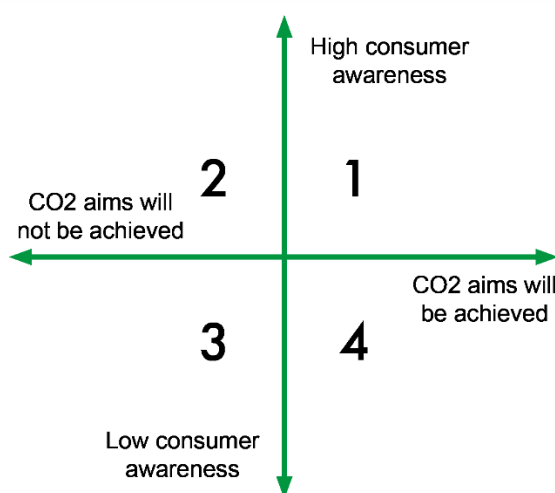 High consumer
awareness
2
1
CO2 aims will
not be achieved
CO2 aims will
be achieved
3
4
Low consumer
awareness